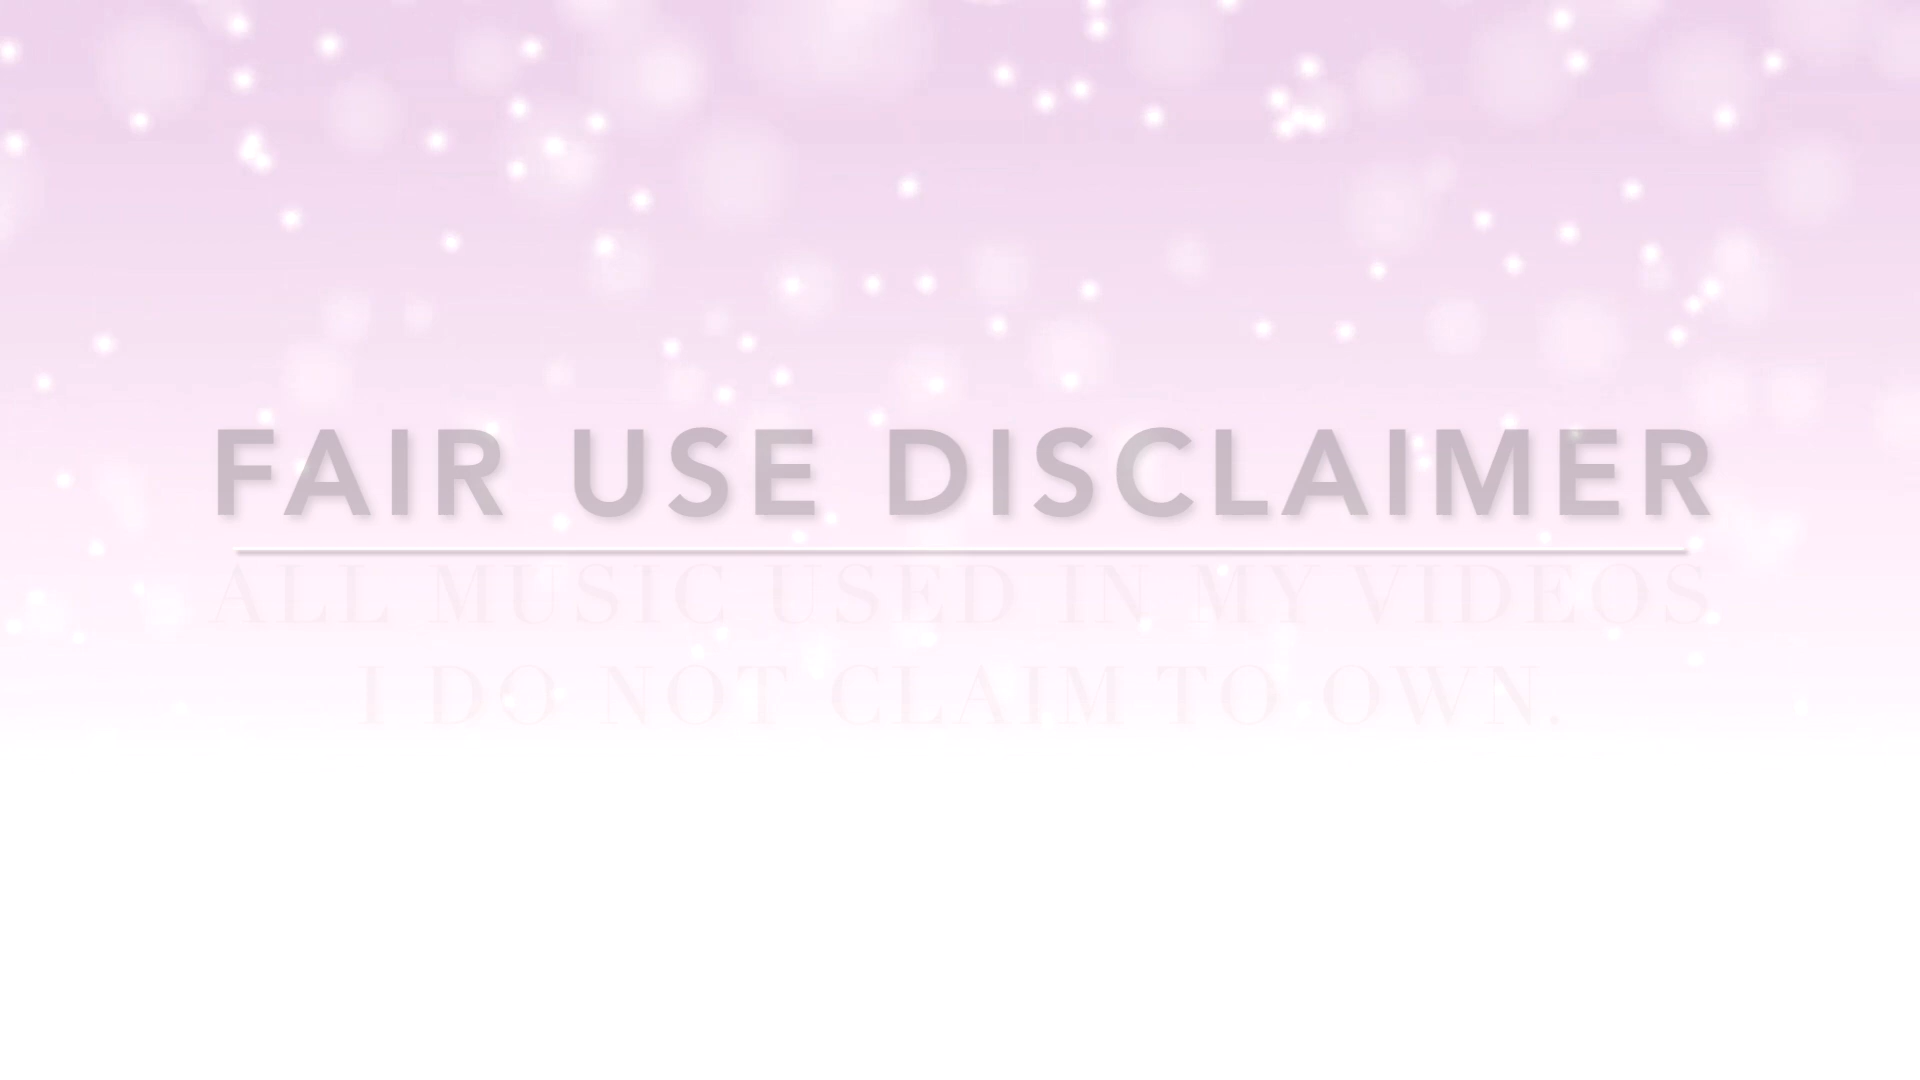 FAIR USE DISCLAIMER
ALL MUSIC USED IN MY VIDEOS
I DO NOT CLAIM TO OWN.